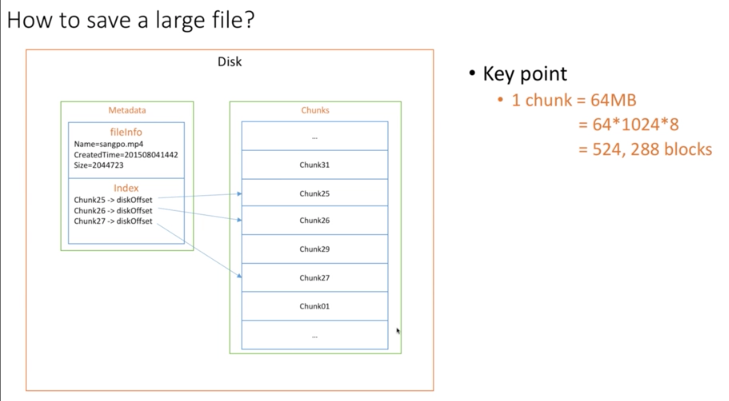 How to save a large file?
Disk
Metadata
fileInfo
Name=sangpo.mp4
CreatedTime=201508041442
Size=2044723
Index
Chunk25 -> diskOffset
Chunk26 -> diskOffset
Chunk27 -> diskOffset
Chunks
...
Chunk31
Chunk25
Chunk26
Chunk29
Chunk27
Chunk01
...
• Key point
• 1 chunk = 64MB
= 64*1024*8
= 524, 288 blocks